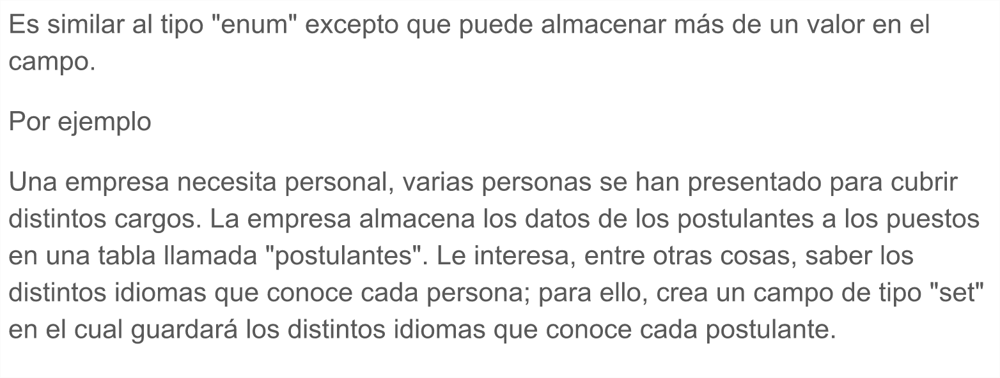 Es similar al tipo "enum" excepto que puede almacenar más de un valor en el
campo.
Por ejemplo
Una empresa necesita personal, varias personas se han presentado para cubrir
distintos cargos. La empresa almacena los datos de los postulantes a los puestos
en una tabla llamada "postulantes". Le interesa, entre otras cosas, saber los
distintos idiomas que conoce cada persona; para ello, crea un campo de tipo "set"
en el cual guardará los distintos idiomas que conoce cada postulante.